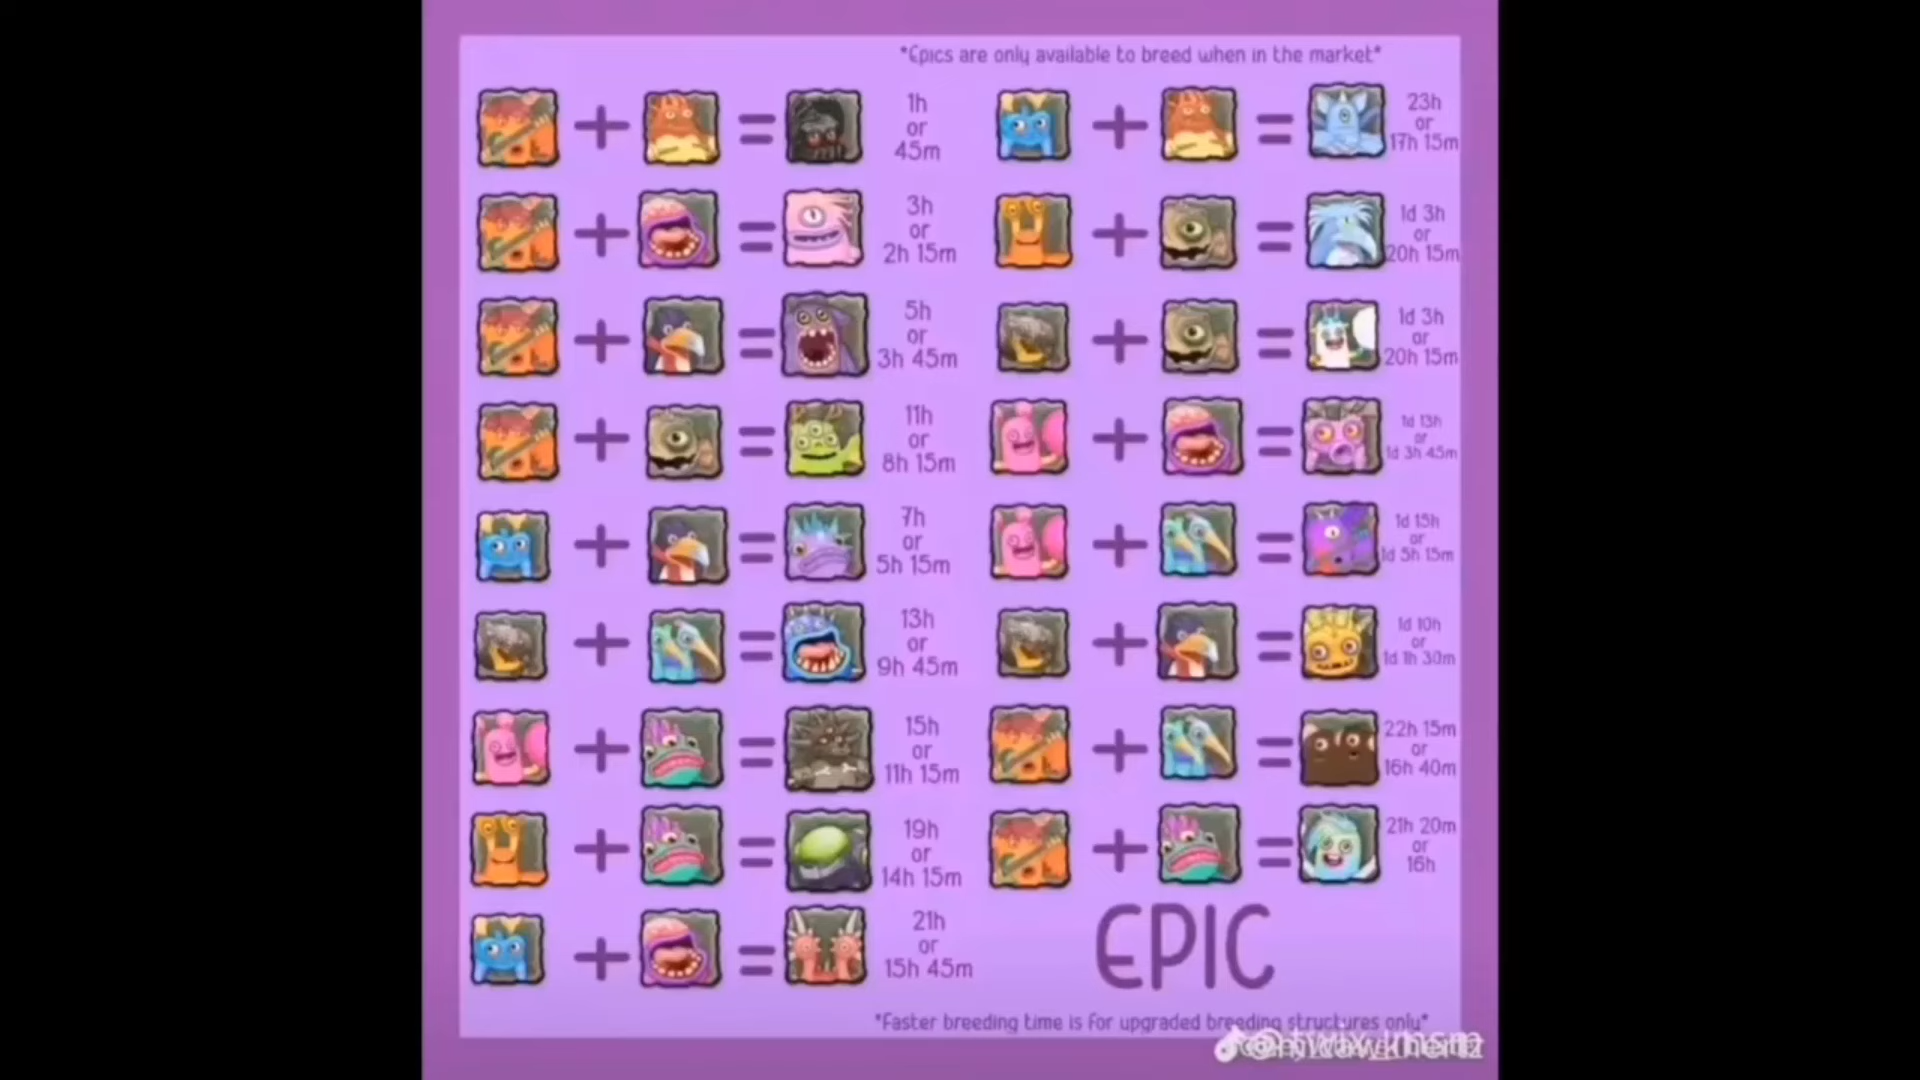 *Epics are only available to breed when in the market*
1h
or
45m
23h
or
17h 15m
3h
or
2h 15m
1d 3h
or
20h 15m
5h
or
3h 45m
1d 3h
or
20h 15m
11h
or
8h 15m
1d 13h
or
1d 3h 45m
7h
or
5h 15m
1d 15h
or
1d 5h 15m
13h
or
9h 45m
1d 10h
or
1d 1h 30m
15h
or
11h 15m
22h 15m
or
16h 40m
19h
or
14h 15m
21h 20m
or
16h
21h
or
15h 45m
EPIC
*Faster breeding time is for upgraded breeding structures only*